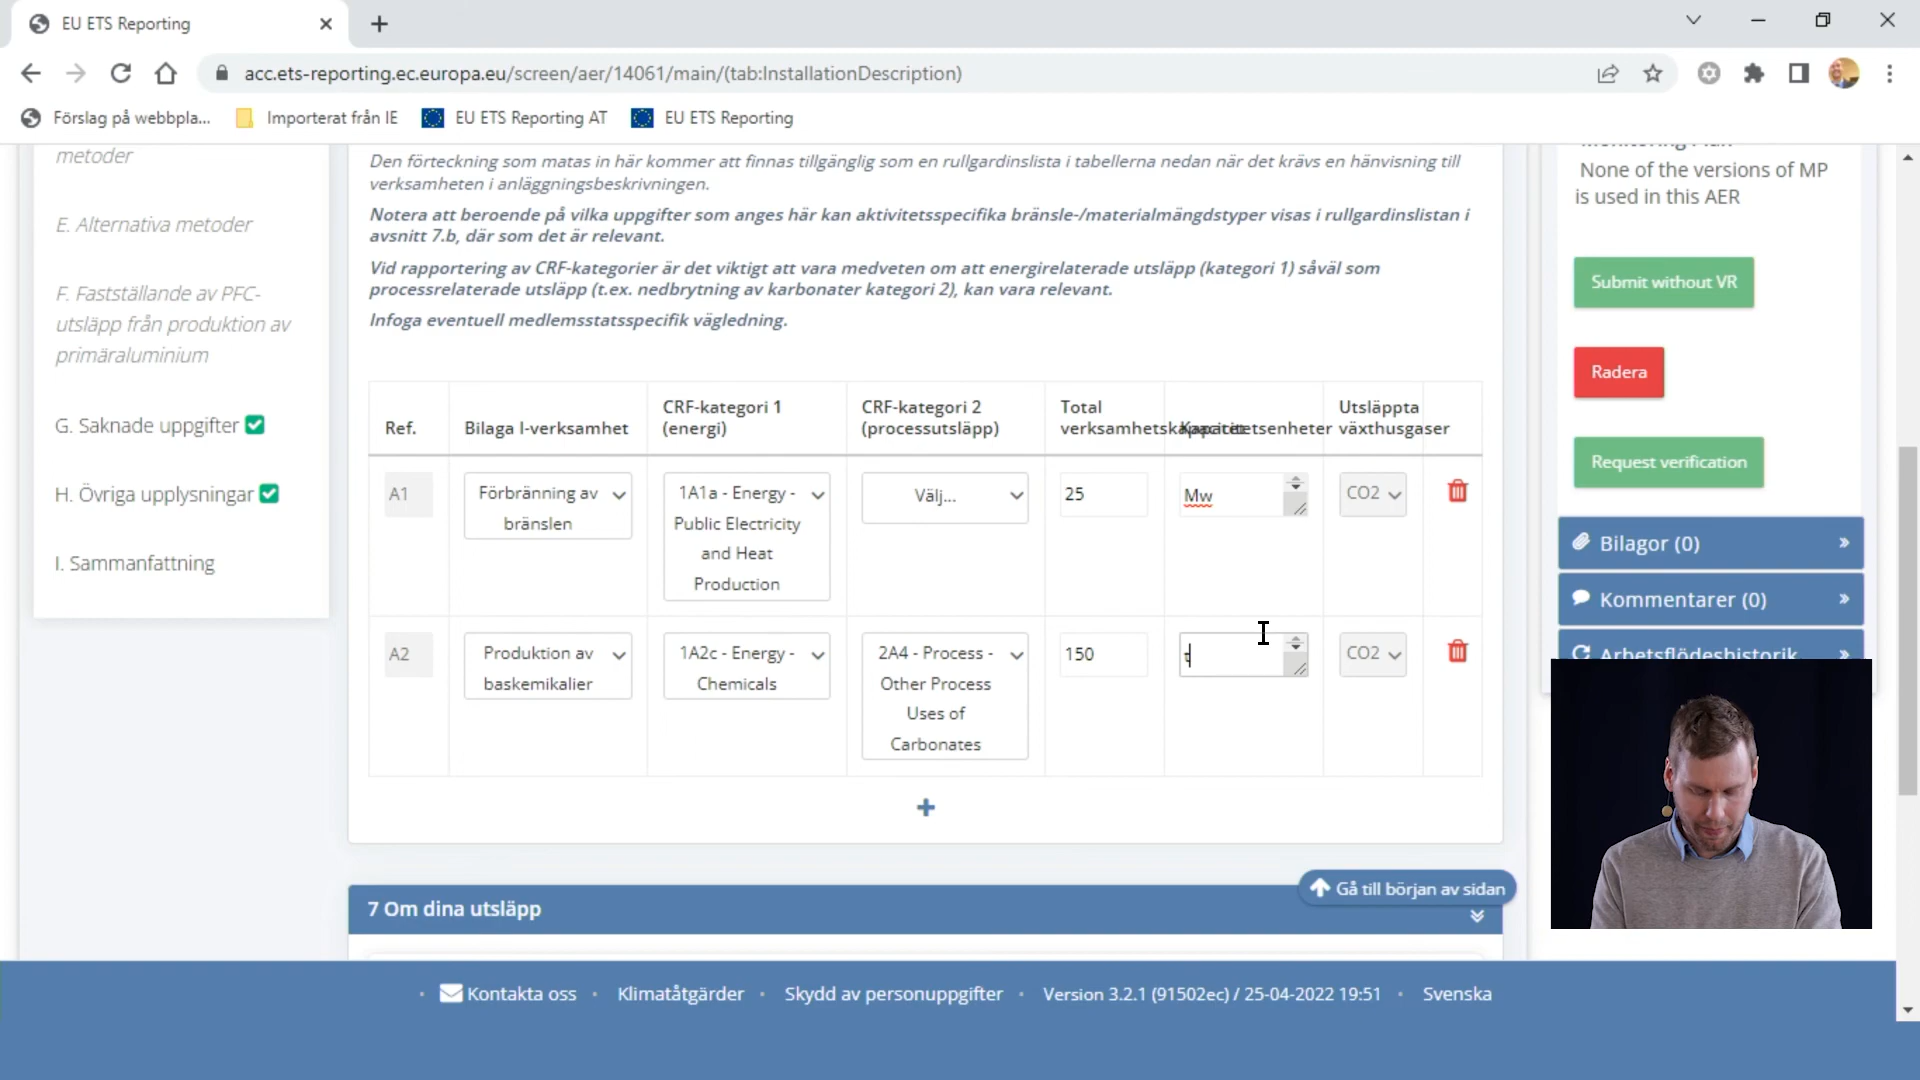 EU ETS Reporting
acc.ets-reporting.ec.europa.eu/screen/aer/14061/main/(tab:InstallationDescription)
Förslag på webbpla...
Importerat från IE
EU ETS Reporting AT
EU ETS Reporting
metoder
E. Alternativa metoder
F. Fastställande av PFC-
utsläpp från produktion av
primäraluminium
G. Saknade uppgifter
H. Övriga upplysningar
I. Sammanfattning
Den förteckning som matas in här kommer att finnas tillgänglig som en rullgardinslista i tabellerna nedan när det krävs en hänvisning till
verksamheten i anläggningsbeskrivningen.
Notera att beroende på vilka uppgifter som anges här kan aktivitetsspecifika bränsle-/materialmängdstyper visas i rullgardinslistan i
avsnitt 7.b, där som det är relevant.
Vid rapportering av CRF-kategorier är det viktigt att vara medveten om att energirelaterade utsläpp (kategori 1) såväl som
processrelaterade utsläpp (t.ex. nedbrytning av karbonater kategori 2), kan vara relevant.
Infoga eventuell medlemsstatsspecifik vägledning.
Ref.
Bilaga I-verksamhet
CRF-kategori 1
(energi)
CRF-kategori 2
(processutsläpp)
Total
verksamhetskapacitet
Kapacitetsenheter
Utsläppta
växthusgaser
A1
Förbränning av
bränslen
1A1a - Energy -
Public Electricity
and Heat
Production
Välj...
25
Mw
CO2
A2
Produktion av
baskemikalier
1A2c - Energy -
Chemicals
2A4 - Process -
Other Process
Uses of
Carbonates
150
t
CO2
7 Om dina utsläpp
Gå till början av sidan
Monitoring Plan
None of the versions of MP
is used in this AER
Submit without VR
Radera
Request verification
Bilagor (0)
Kommentarer (0)
Arbetsflödeshistorik
Kontakta oss
Klimatåtgärder
Skydd av personuppgifter
Version 3.2.1 (91502ec) / 25-04-2022 19:51
Svenska